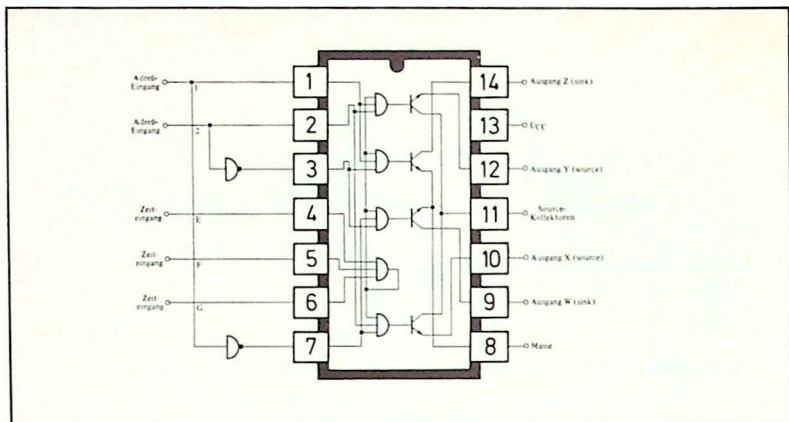 Adreß-
Eingang
1
1
14
Ausgang Z (sink)
Adreß-
Eingang
2
2
13
UCC
3
12
Ausgang Y (source)
Zeit-
eingang
E
4
11
Source-
Kollektoren
Zeit-
eingang
F
5
10
Ausgang X (source)
Zeit-
eingang
G
6
9
Ausgang W (sink)
7
8
Masse